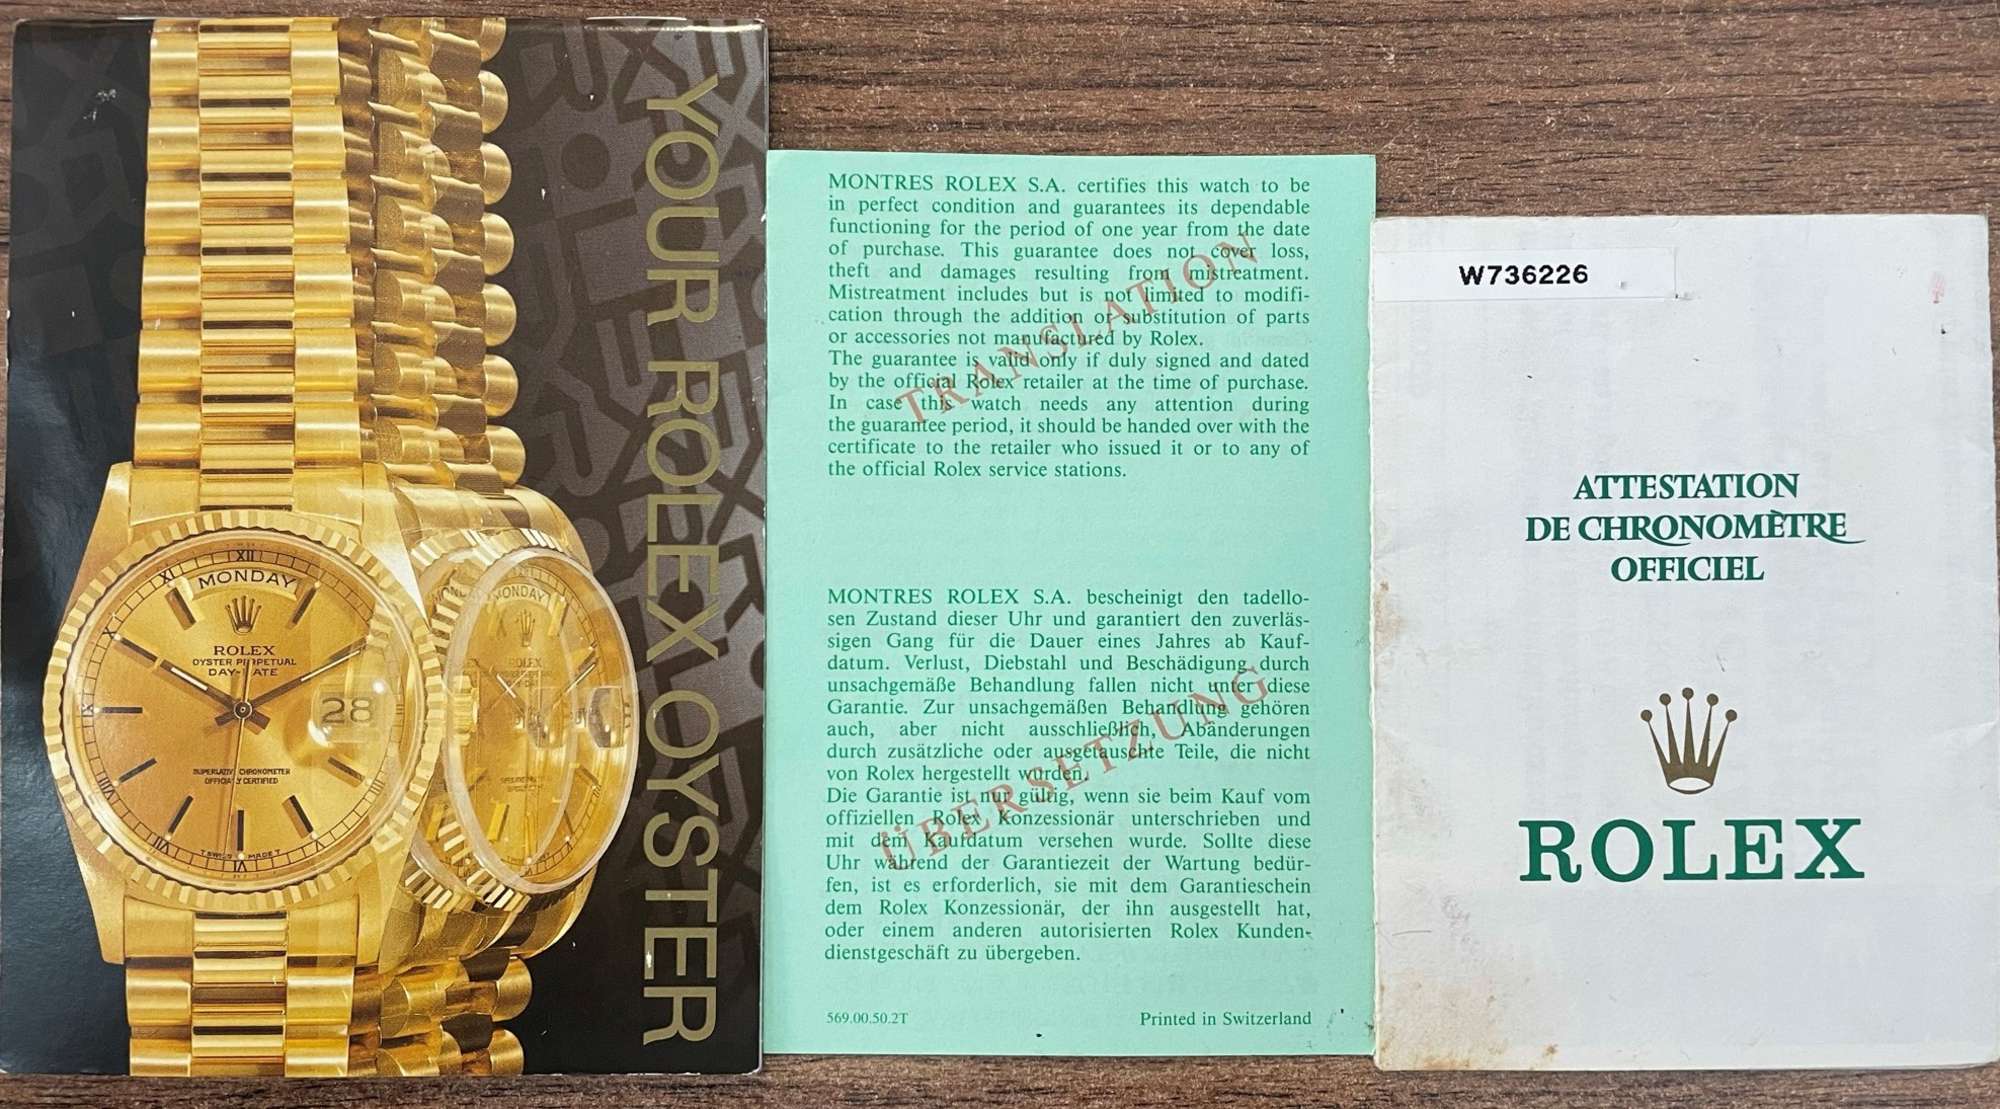 YOUR ROLEX OYSTER
XII
XI
MONDAY
ROLEX
OYSTER PERPETUAL
DAY-DATE
28
SUPERLATIVE CHRONOMETER
OFFICIALLY CERTIFIED
T SWISS MADE T
VI
MONDAY
ROLEX
MONTRES ROLEX S.A. certifies this watch to be
in perfect condition and guarantees its dependable
functioning for the period of one year from the date
of purchase. This guarantee does not cover loss,
theft and damages resulting from mistreatment.
Mistreatment includes but is not limited to modifi-
cation through the addition or substitution of parts
or accessories not manufactured by Rolex.
The guarantee is valid only if duly signed and dated
by the official Rolex retailer at the time of purchase.
In case this watch needs any attention during
the guarantee period, it should be handed over with the
certificate to the retailer who issued it or to any of
the official Rolex service stations.
TRANSLATION
MONTRES ROLEX S.A. bescheinigt den tadello-
sen Zustand dieser Uhr und garantiert den zuverläs-
sigen Gang für die Dauer eines Jahres ab Kauf-
datum. Verlust, Diebstahl und Beschädigung durch
unsachgemäße Behandlung fallen nicht unter diese
Garantie. Zur unsachgemäßen Behandlung gehören
auch, aber nicht ausschließlich, Abänderungen
durch zusätzliche oder ausgetauschte Teile, die nicht
von Rolex hergestellt wurden.
Die Garantie ist nur gültig, wenn sie beim Kauf vom
offiziellen Rolex Konzessionär unterschrieben und
mit dem Kaufdatum versehen wurde. Sollte diese
Uhr während der Garantiezeit der Wartung bedür-
fen, ist es erforderlich, sie mit dem Garantieschein
dem Rolex Konzessionär, der ihn ausgestellt hat,
oder einem anderen autorisierten Rolex Kunden-
dienstgeschäft zu übergeben.
ÜBERSETZUNG
569.00.50.2T
Printed in Switzerland
W736226
ATTESTATION
DE CHRONOMÈTRE
OFFICIEL
ROLEX